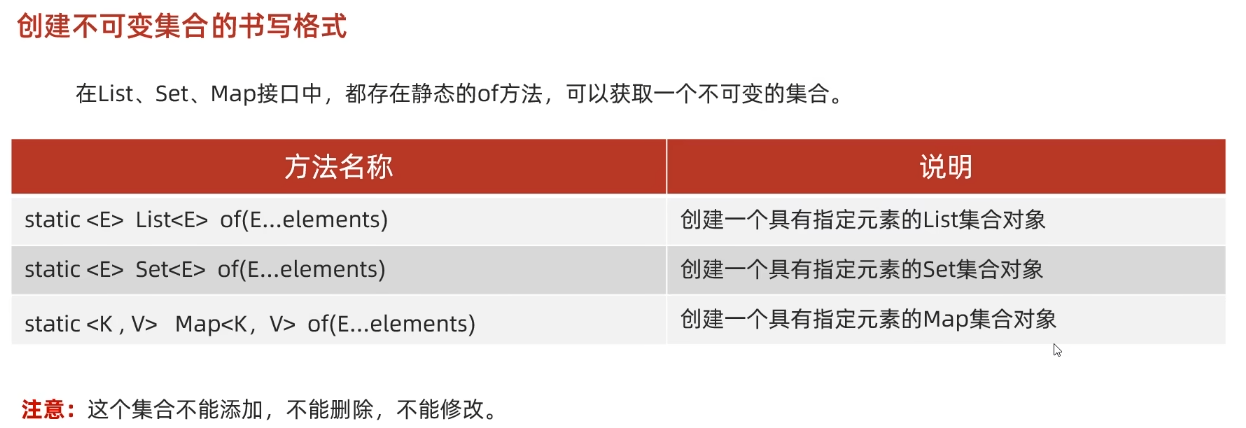 创建不可变集合的书写格式
在List、Set、Map接口中，都存在静态的of方法，可以获取一个不可变的集合。
方法名称 说明
static <E> List<E> of(E...elements) 创建一个具有指定元素的List集合对象
static <E> Set<E> of(E...elements) 创建一个具有指定元素的Set集合对象
static <K , V> Map<K，V> of(E...elements) 创建一个具有指定元素的Map集合对象
注意：这个集合不能添加，不能删除，不能修改。